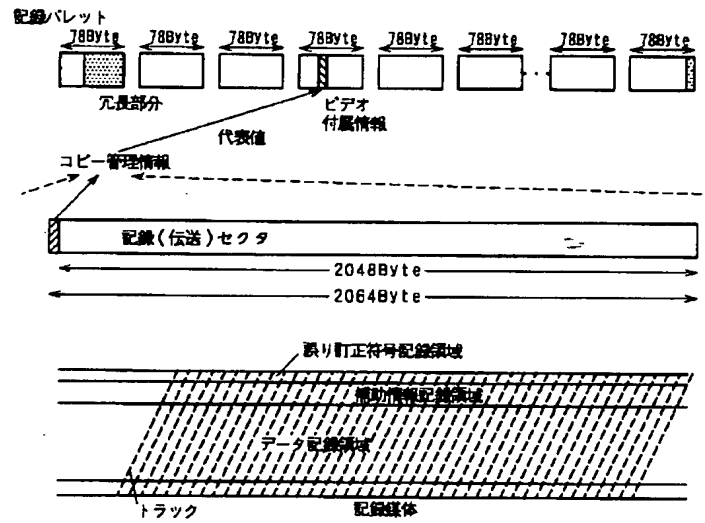 記録パレット
78Byte 78Byte 78Byte 78Byte 78Byte 78Byte 78Byte 78Byte
冗長部分
ビデオ
付属情報
代表値
コピー管理情報
記録(伝送)セクタ
2048Byte
2064Byte
誤り訂正符号記録領域
補助情報記録領域
データ記録領域
トラック
記録媒体